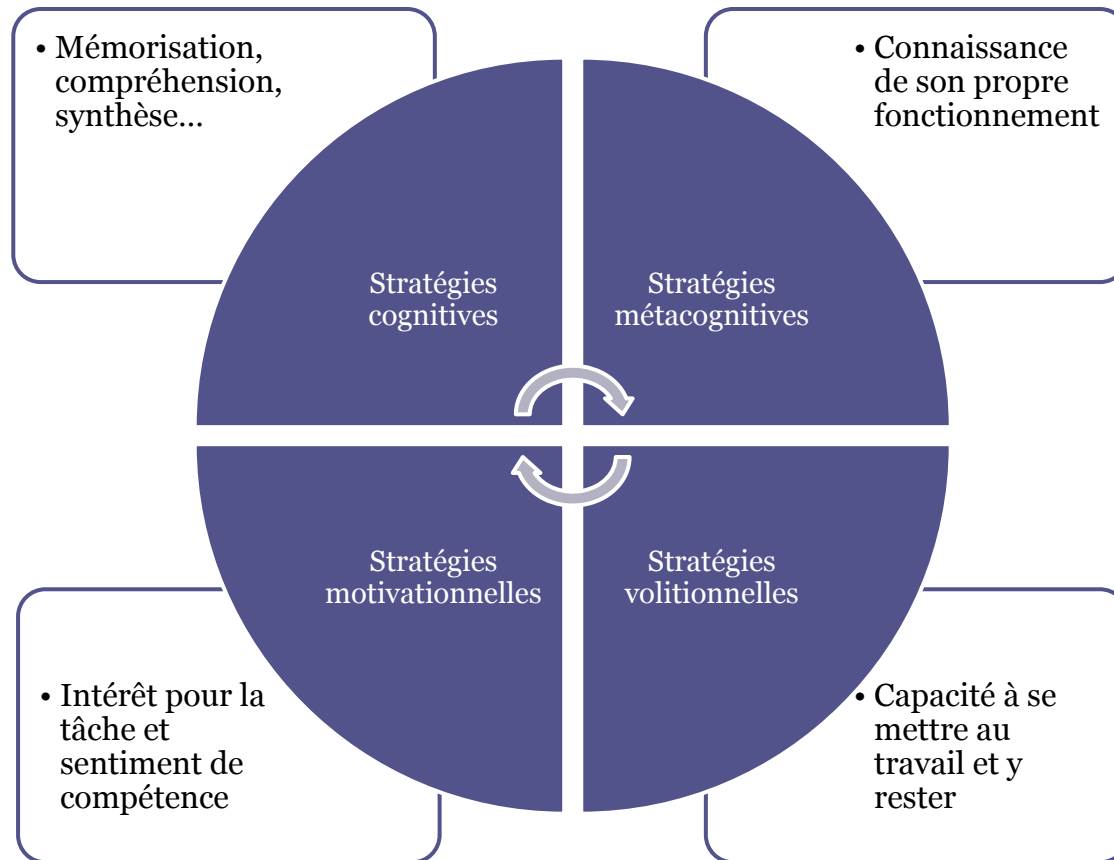 • Mémorisation,
compréhension,
synthèse...
• Connaissance
de son propre
fonctionnement
Stratégies
cognitives
Stratégies
métacognitives
Stratégies
motivationnelles
Stratégies
volitionnelles
• Intérêt pour la
tâche et
sentiment de
compétence
• Capacité à se
mettre au
travail et y
rester